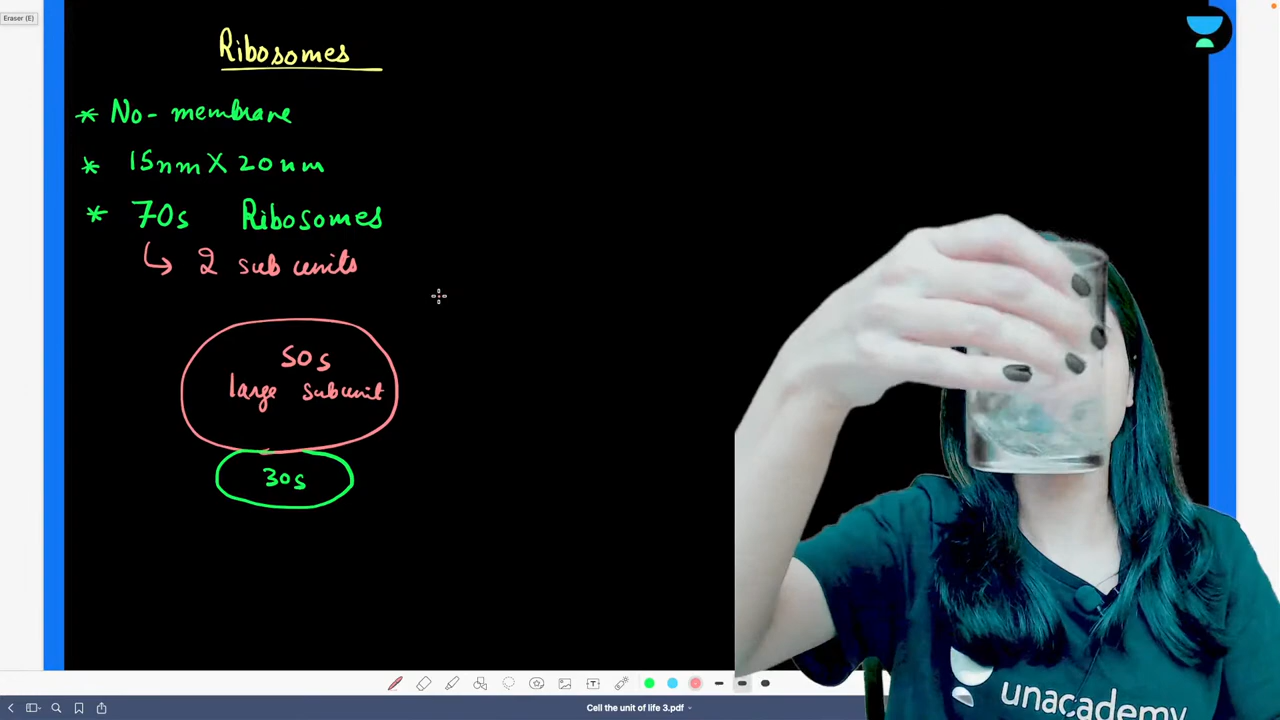 Eraser (E)
Ribosomes
* No-membrane
* 15nm X 20nm
* 70s Ribosomes
↳ 2 sub units
50s
large subunit
30s
unacademy
Cell the unit of life 3.pdf